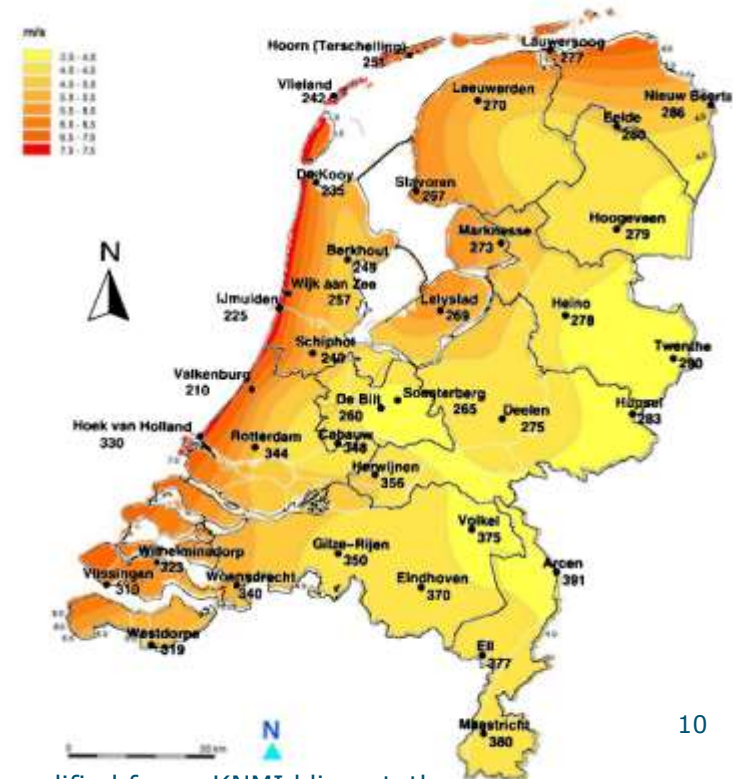 m/s
Hoorn (Terschelling)
251
Lauwersoog
277
Vlieland
242
Leeuwarden
270
Nieuw Beerta
286
Eelde
280
De Kooy
235
Stavoren
267
Hoogeveen
279
Marknesse
273
N
Berkhout
249
Wijk aan Zee
257
IJmuiden
225
Lelystad
269
Heino
278
Schiphol
240
Twenthe
290
Valkenburg
210
De Bilt
260
Soesterberg
265
Deelen
275
Hupsel
283
Hoek van Holland
330
Rotterdam
344
Cabauw
348
Herwijnen
356
Volkel
375
Wilhelminadorp
323
Gilze-Rijen
350
Arcen
391
Vlissingen
310
Woensdrecht
340
Eindhoven
370
Westdorpe
319
Ell
377
N
Maastricht
380
10
0